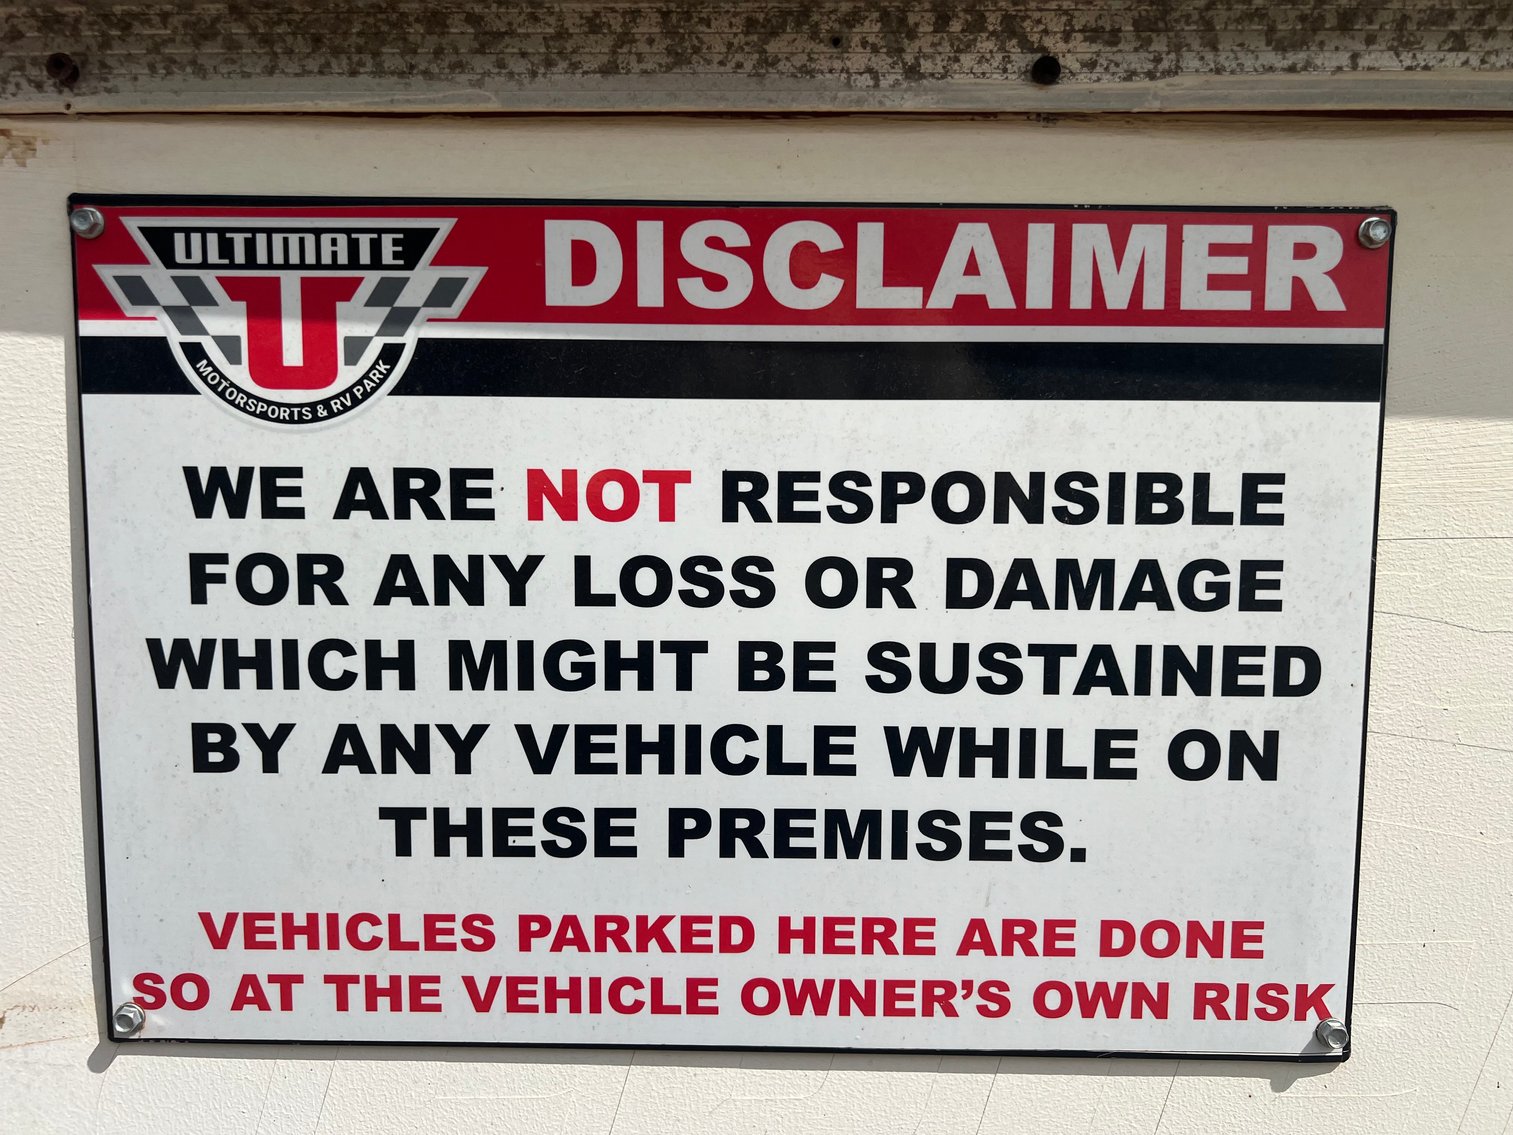 ULTIMATE
U
MOTORSPORTS & RV PARK
DISCLAIMER
WE ARE NOT RESPONSIBLE
FOR ANY LOSS OR DAMAGE
WHICH MIGHT BE SUSTAINED
BY ANY VEHICLE WHILE ON
THESE PREMISES.
VEHICLES PARKED HERE ARE DONE
SO AT THE VEHICLE OWNER'S OWN RISK